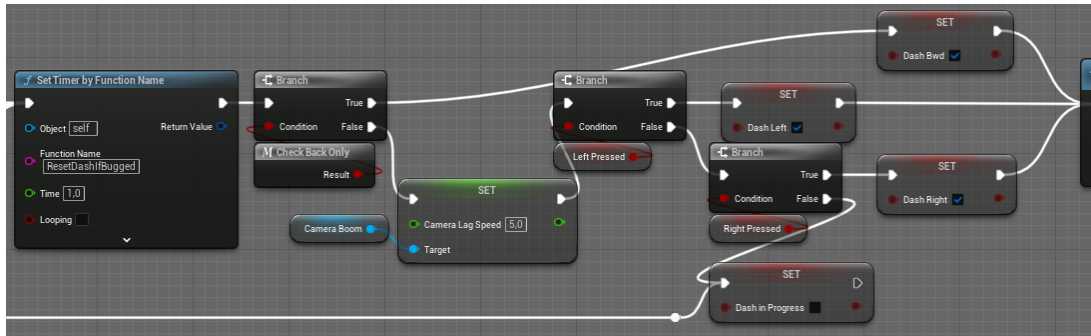 SET
Dash Bwd
f Set Timer by Function Name
Object self
Return Value
Function Name
ResetDashIfBugged
Time 1,0
Looping
Branch
True
Condition
False
M Check Back Only
Result
SET
Camera Lag Speed 5,0
Target
Camera Boom
Branch
True
Condition
False
Left Pressed
SET
Dash Left
Branch
True
Condition
False
Right Pressed
SET
Dash Right
SET
Dash in Progress